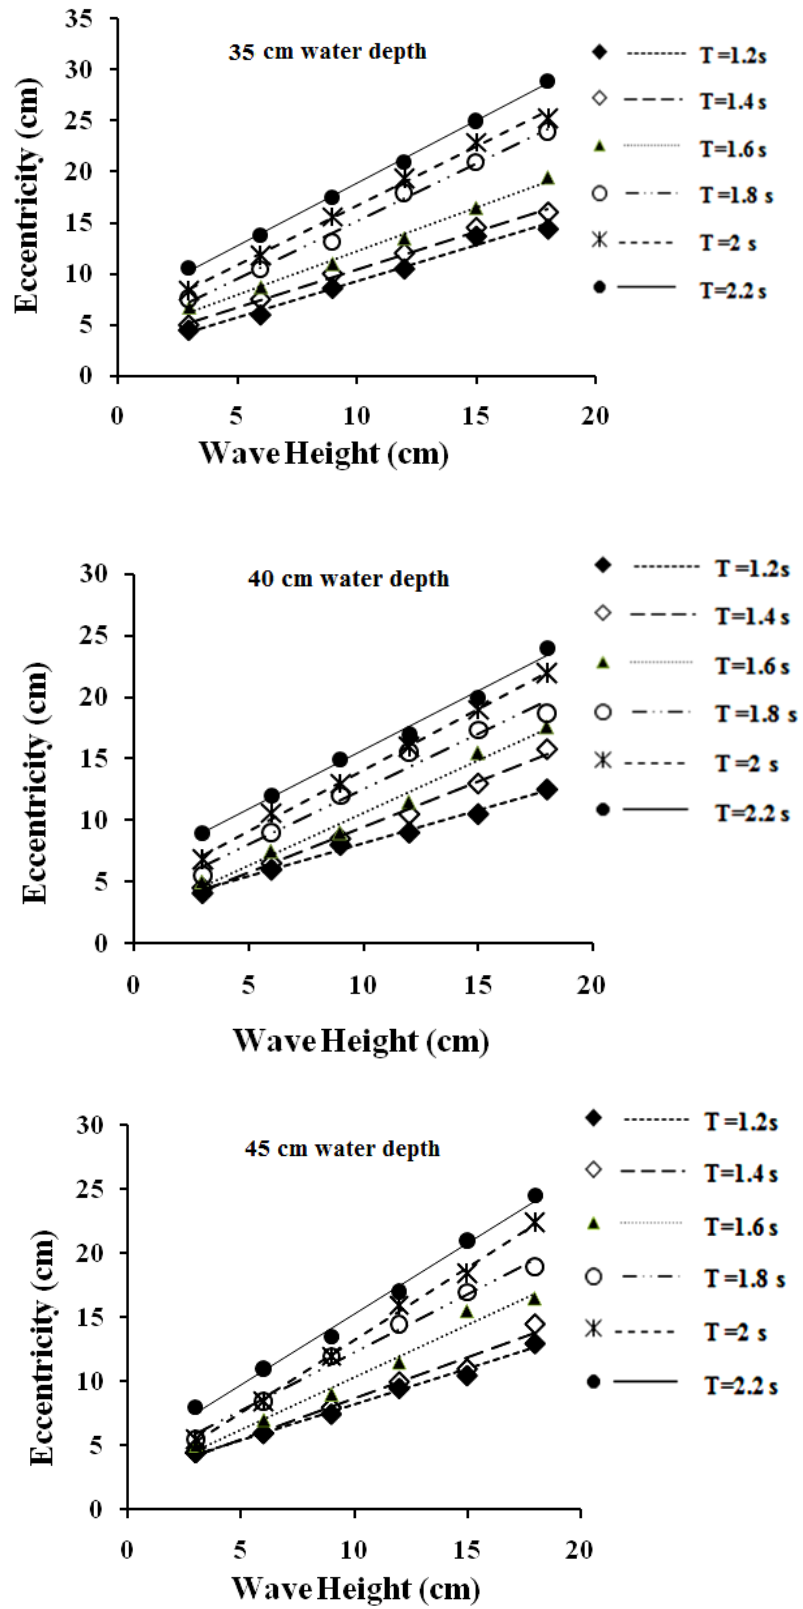 35 cm water depth
Eccentricity (cm)
35
30
25
20
15
10
5
0
0 5 10 15 20
Wave Height (cm)
T =1.2s
T=1.4 s
T=1.6 s
T=1.8 s
T =2 s
T=2.2 s
40 cm water depth
Eccentricity (cm)
30
25
20
15
10
5
0
0 5 10 15 20
Wave Height (cm)
T =1.2s
T=1.4 s
T=1.6 s
T=1.8 s
T =2 s
T=2.2 s
45 cm water depth
Eccentricity (cm)
30
25
20
15
10
5
0
0 5 10 15 20
Wave Height (cm)
T =1.2s
T=1.4 s
T=1.6 s
T=1.8 s
T =2 s
T=2.2 s